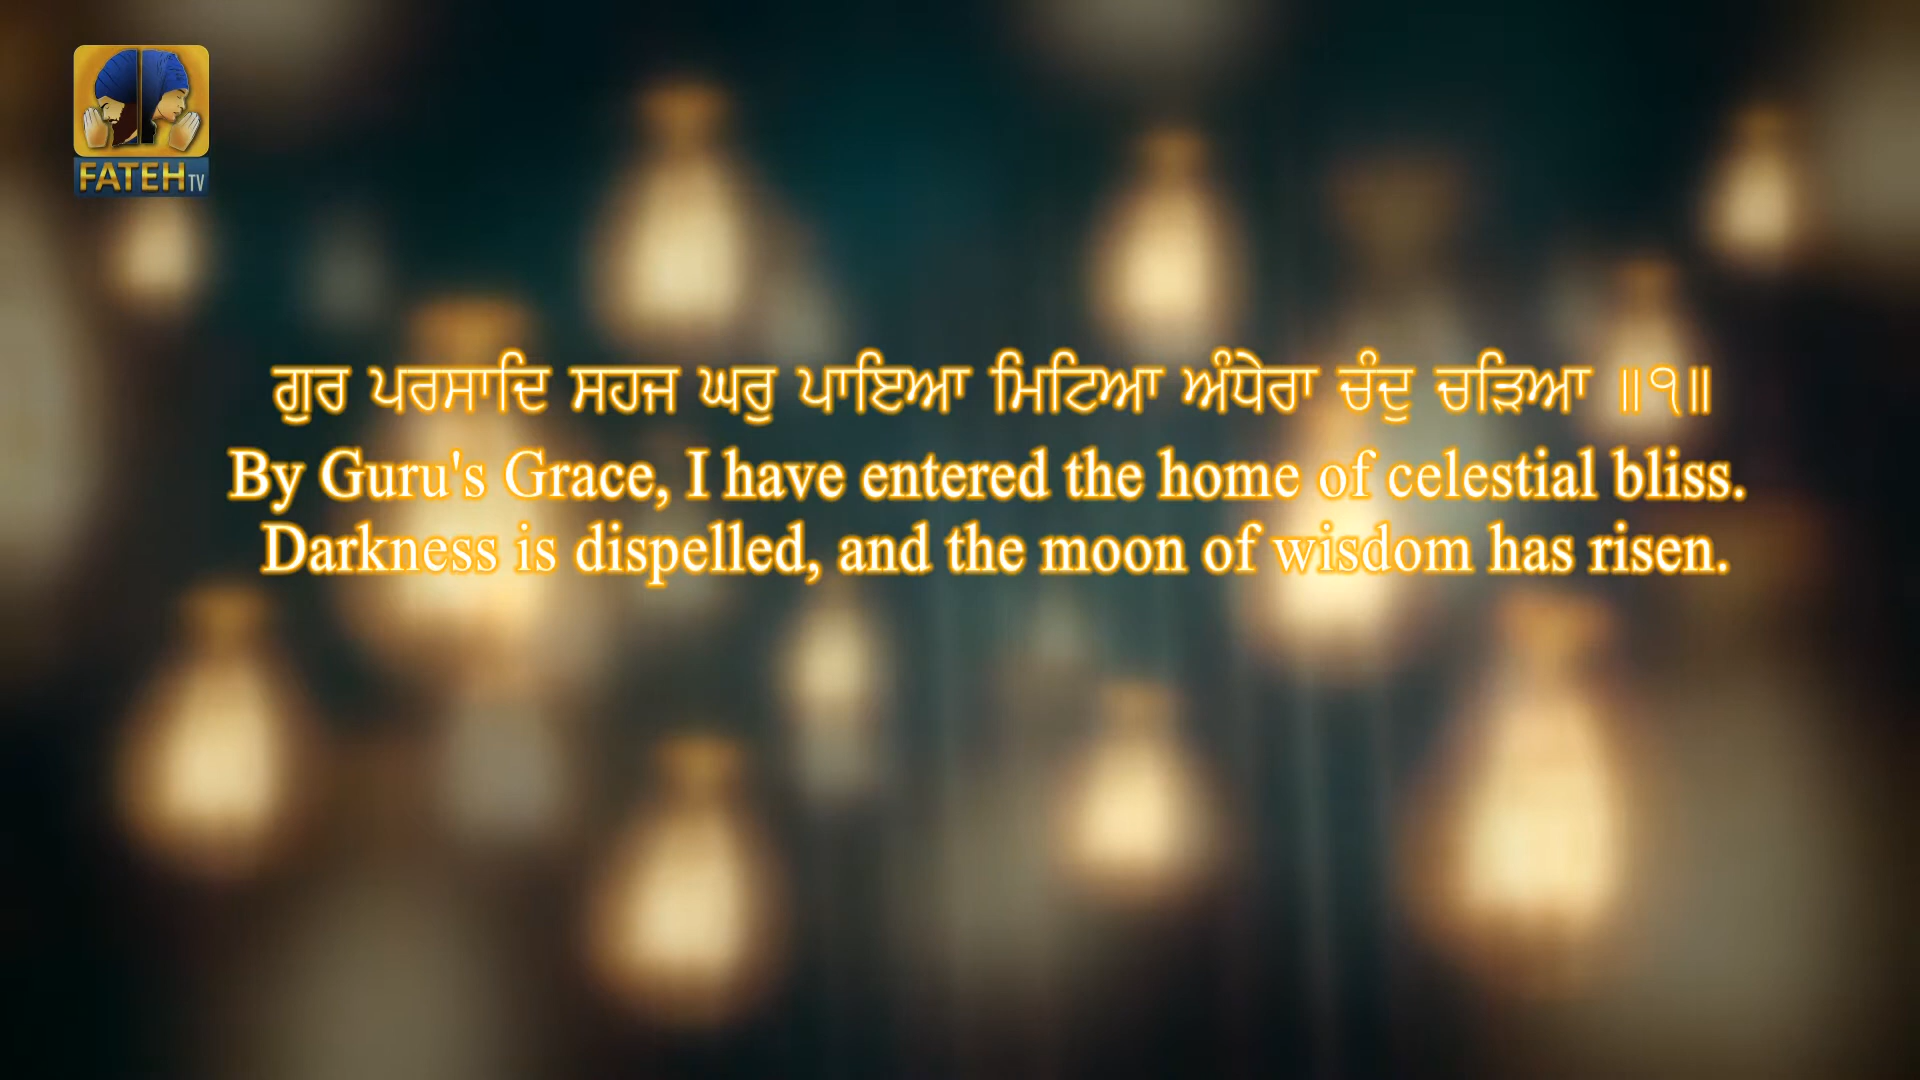 FATEH TV
ਗੁਰ ਪਰਸਾਦਿ ਸਹਜ ਘਰੁ ਪਾਇਆ ਮਿਟਿਆ ਅੰਧੇਰਾ ਚੰਦੁ ਚੜਿਆ ॥੧॥
By Guru's Grace, I have entered the home of celestial bliss.
Darkness is dispelled, and the moon of wisdom has risen.